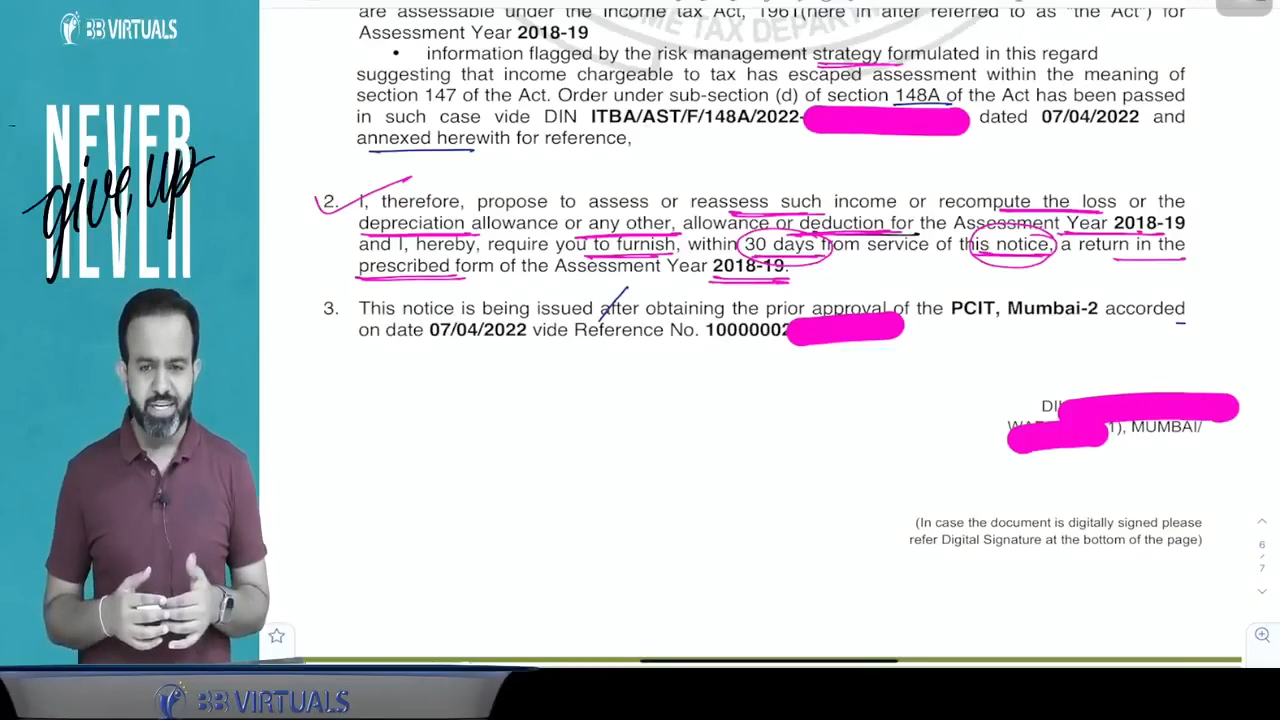 BB VIRTUALS
NEVER
give up
NEVER
are assessable under the Income tax Act, 1961(here in after referred to as "the Act") for
Assessment Year 2018-19
• information flagged by the risk management strategy formulated in this regard
suggesting that income chargeable to tax has escaped assessment within the meaning of
section 147 of the Act. Order under sub-section (d) of section 148A of the Act has been passed
in such case vide DIN ITBA/AST/F/148A/2022- dated 07/04/2022 and
annexed herewith for reference,
ME TAX DEPARTME
2. I, therefore, propose to assess or reassess such income or recompute the loss or the
depreciation allowance or any other, allowance or deduction for the Assessment Year 2018-19
and I, hereby, require you to furnish, within 30 days from service of this notice, a return in the
prescribed form of the Assessment Year 2018-19.
3. This notice is being issued after obtaining the prior approval of the PCIT, Mumbai-2 accorded
on date 07/04/2022 vide Reference No. 10000002
1), MUMBAI/
(In case the document is digitally signed please
refer Digital Signature at the bottom of the page)
6
/
7
BB VIRTUALS